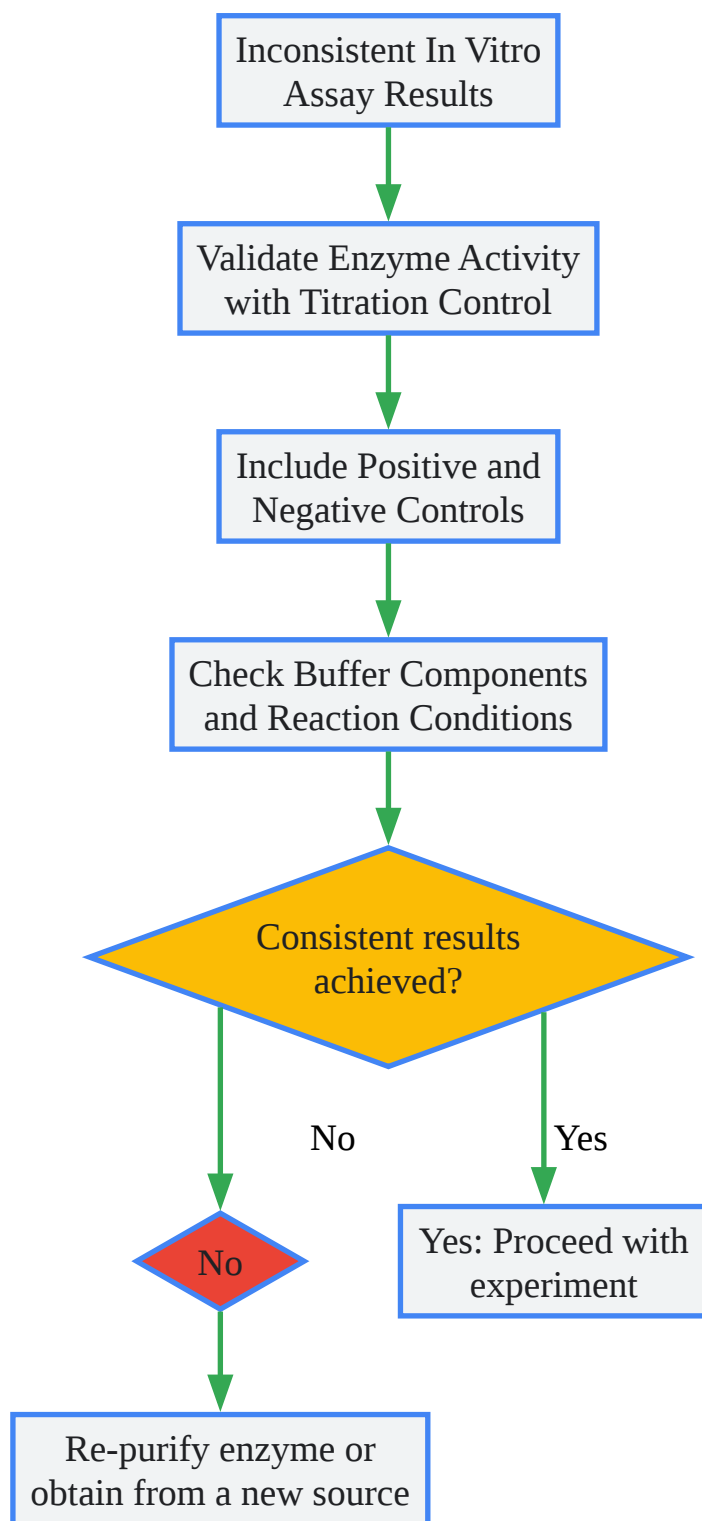 Inconsistent In Vitro
Assay Results
Validate Enzyme Activity
with Titration Control
Include Positive and
Negative Controls
Check Buffer Components
and Reaction Conditions
Consistent results
achieved?
No
Yes
No
Yes: Proceed with
experiment
Re-purify enzyme or
obtain from a new source